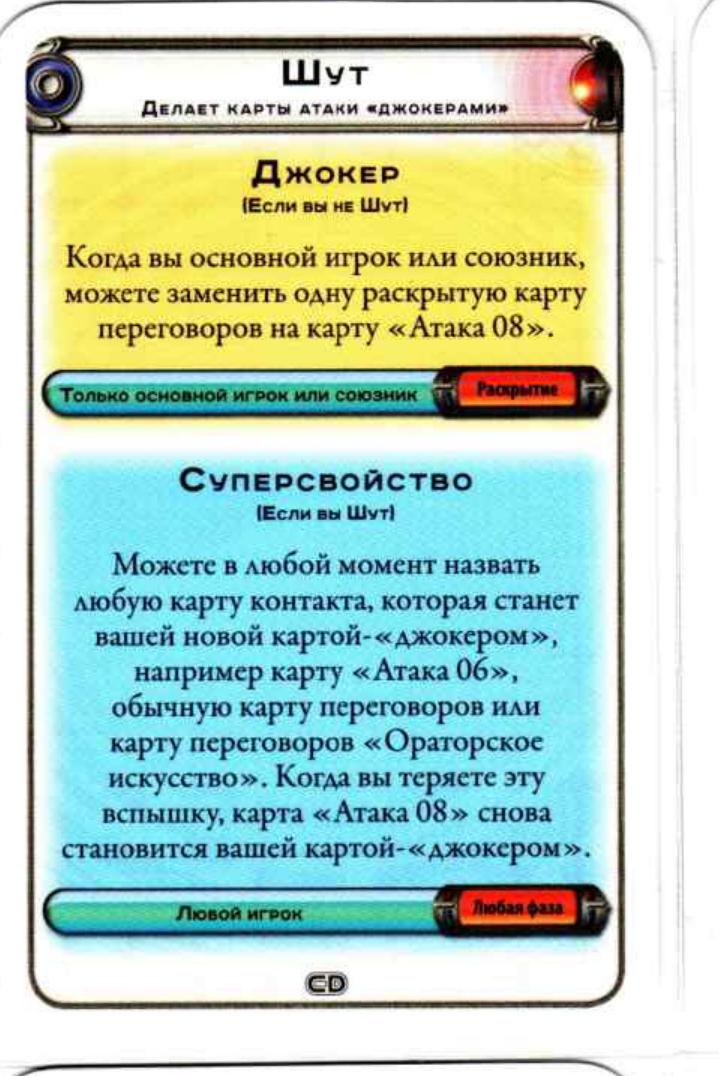 Шут
Делает карты атаки «джокерами»
Джокер
(Если вы не Шут)
Когда вы основной игрок или союзник,
можете заменить одну раскрытую карту
переговоров на карту «Атака 08».
Только основной игрок или союзник
Раскрытие
Суперсвойство
(Если вы Шут)
Можете в любой момент назвать
любую карту контакта, которая станет
вашей новой картой-«джокером»,
например карту «Атака 06»,
обычную карту переговоров или
карту переговоров «Ораторское
искусство». Когда вы теряете эту
вспышку, карта «Атака 08» снова
становится вашей картой-«джокером».
Любой игрок
Любая фаза
CD